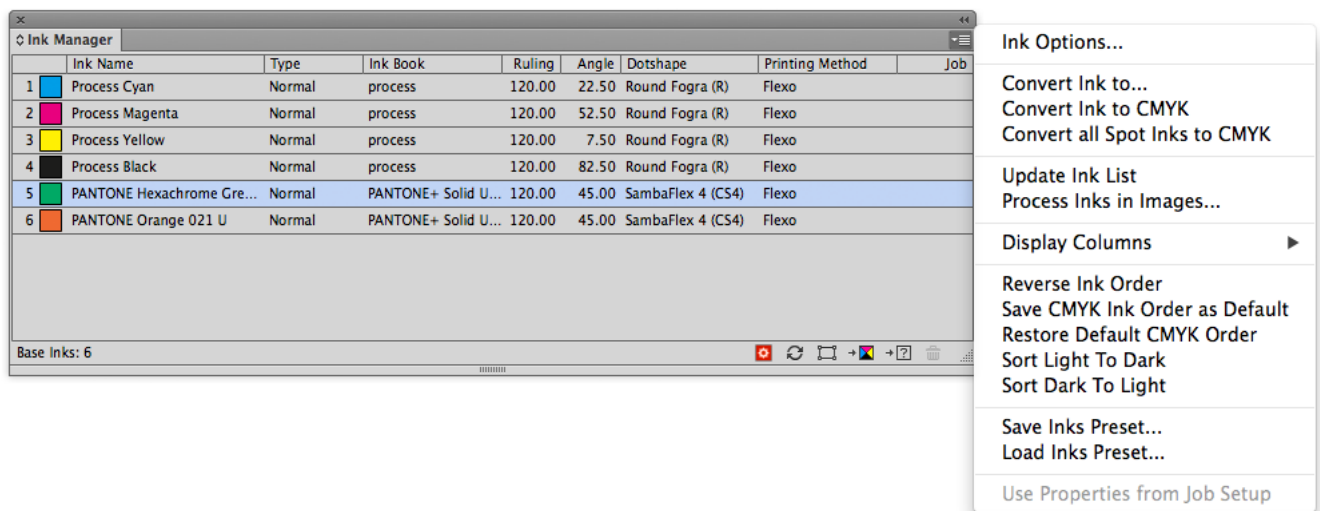 Ink Manager
Ink Name Type Ink Book Ruling Angle Dotshape Printing Method Job
1 Process Cyan Normal process 120.00 22.50 Round Fogra (R) Flexo
2 Process Magenta Normal process 120.00 52.50 Round Fogra (R) Flexo
3 Process Yellow Normal process 120.00 7.50 Round Fogra (R) Flexo
4 Process Black Normal process 120.00 82.50 Round Fogra (R) Flexo
5 PANTONE Hexachrome Gre... Normal PANTONE+ Solid U... 120.00 45.00 SambaFlex 4 (CS4) Flexo
6 PANTONE Orange 021 U Normal PANTONE+ Solid U... 120.00 45.00 SambaFlex 4 (CS4) Flexo
Base Inks: 6
Ink Options...
Convert Ink to...
Convert Ink to CMYK
Convert all Spot Inks to CMYK
Update Ink List
Process Inks in Images...
Display Columns
Reverse Ink Order
Save CMYK Ink Order as Default
Restore Default CMYK Order
Sort Light To Dark
Sort Dark To Light
Save Inks Preset...
Load Inks Preset...
Use Properties from Job Setup